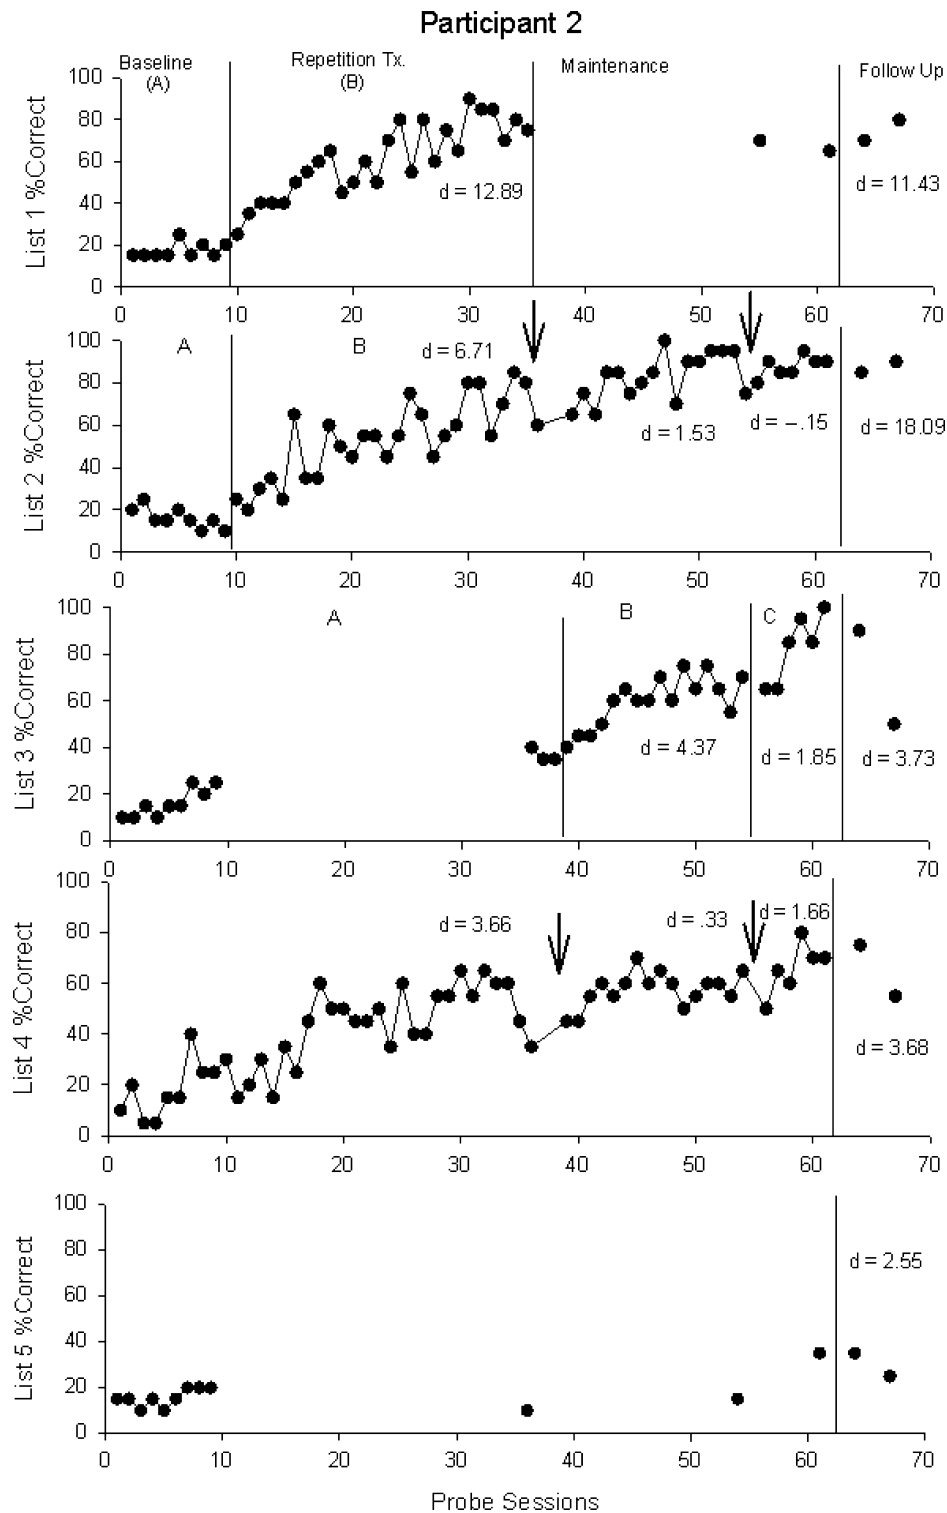 Participant 2
Baseline
(A)
Repetition Tx.
(B)
Maintenance
Follow Up
List 1 %Correct
100
80
60
40
20
0
d = 12.89
d = 11.43
0 10 20 30 40 50 60 70
List 2 %Correct
100
80
60
40
20
0
A
B
d = 6.71
d = 1.53
d = −.15
d = 18.09
0 10 20 30 40 50 60 70
List 3 %Correct
100
80
60
40
20
0
A
B
C
d = 4.37
d = 1.85
d = 3.73
0 10 20 30 40 50 60 70
List 4 %Correct
100
80
60
40
20
0
d = 3.66
d = .33
d = 1.66
d = 3.68
0 10 20 30 40 50 60 70
List 5 %Correct
100
80
60
40
20
0
d = 2.55
0 10 20 30 40 50 60 70
Probe Sessions